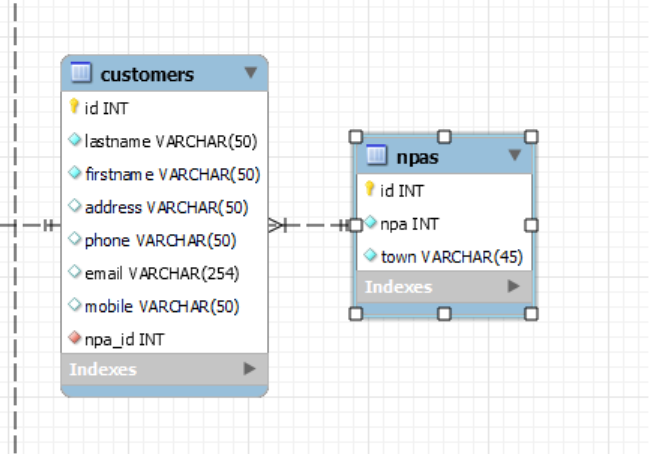 customers
id INT
lastname VARCHAR(50)
firstname VARCHAR(50)
address VARCHAR(50)
phone VARCHAR(50)
email VARCHAR(254)
mobile VARCHAR(50)
npa_id INT
Indexes
npas
id INT
npa INT
town VARCHAR(45)
Indexes